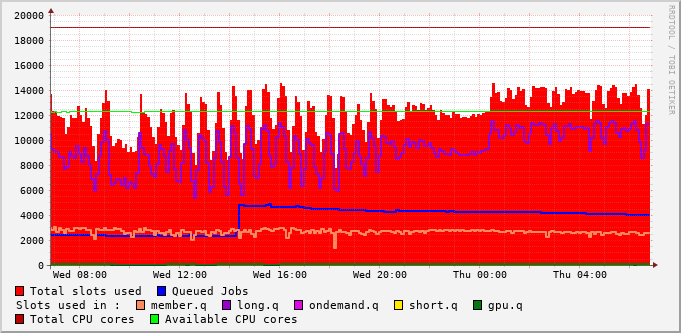 20000
18000
16000
14000
12000
10000
8000
6000
4000
2000
0
Wed 08:00 Wed 12:00 Wed 16:00 Wed 20:00 Thu 00:00 Thu 04:00
Total slots used Queued Jobs
Slots used in : member.q long.q ondemand.q short.q gpu.q
Total CPU cores Available CPU cores
RRDTOOL / TOBI OETIKER